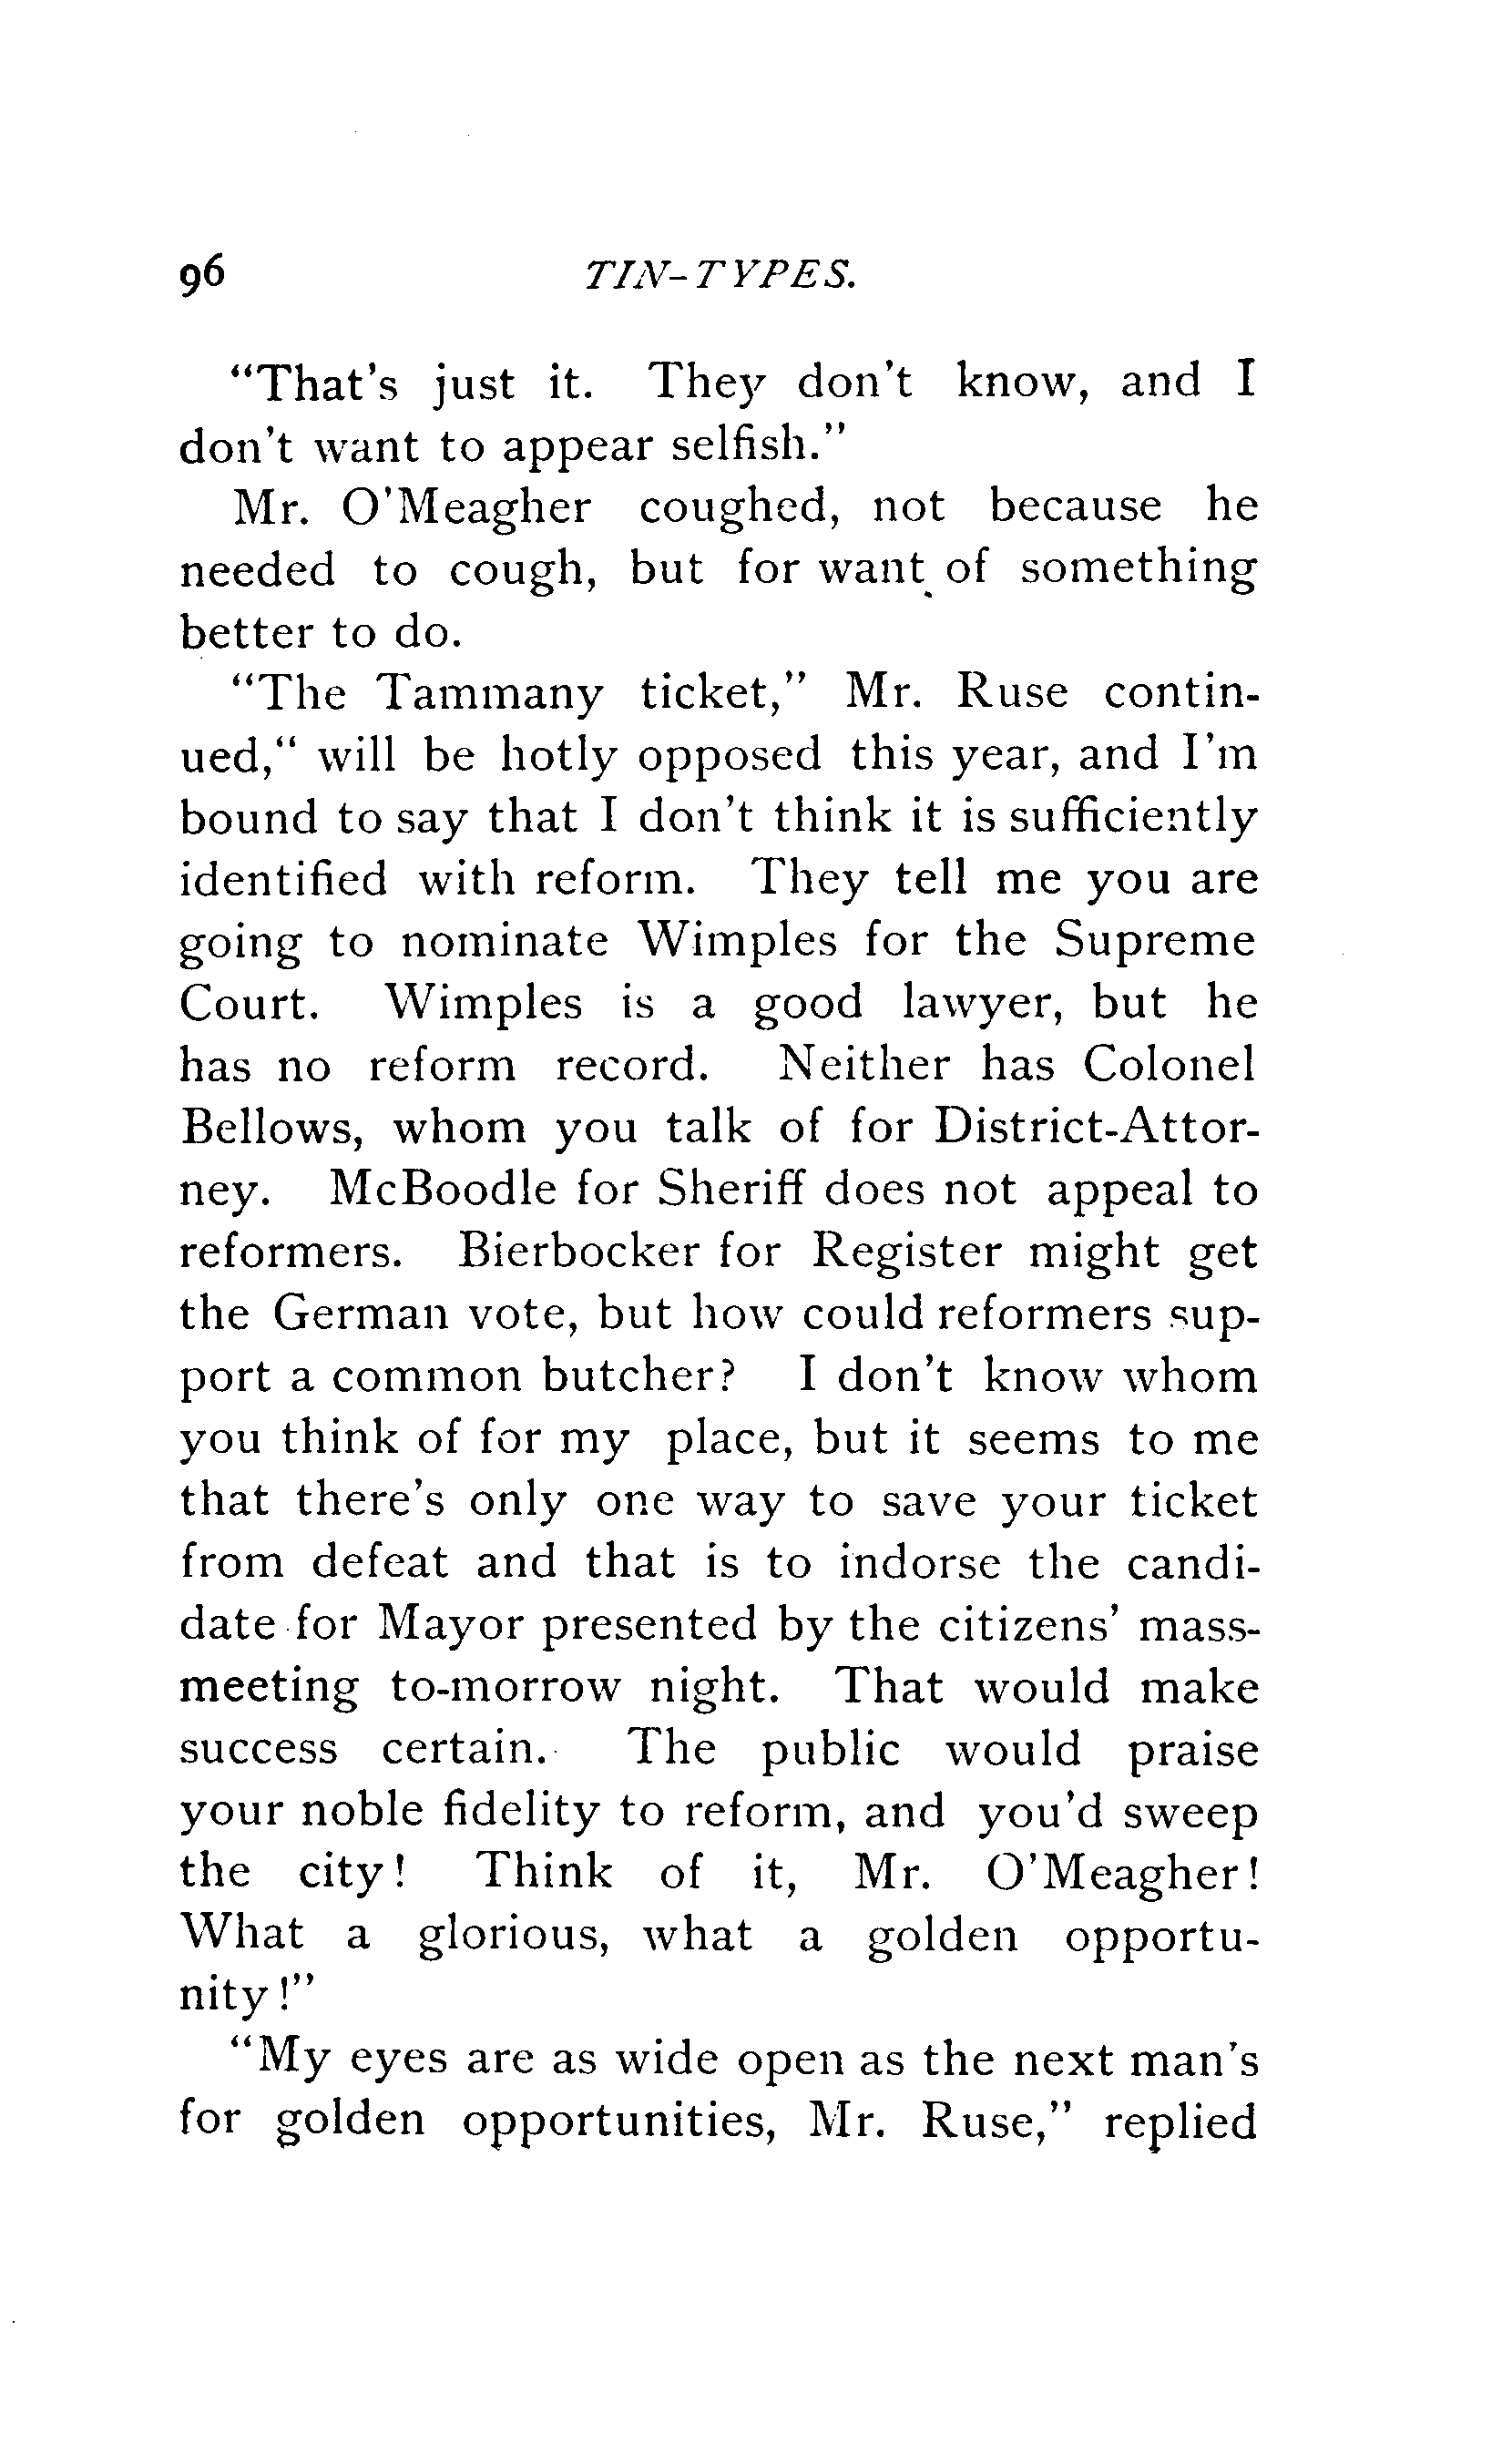 96 TIN-TYPES.
“That's just it. They don't know, and I
don't want to appear selfish.”
Mr. O'Meagher coughed, not because he
needed to cough, but for want of something
better to do.
“The Tammany ticket,” Mr. Ruse contin-
ued,“ will be hotly opposed this year, and I'm
bound to say that I don't think it is sufficiently
identified with reform. They tell me you are
going to nominate Wimples for the Supreme
Court. Wimples is a good lawyer, but he
has no reform record. Neither has Colonel
Bellows, whom you talk of for District-Attor-
ney. McBoodle for Sheriff does not appeal to
reformers. Bierbocker for Register might get
the German vote, but how could reformers sup-
port a common butcher? I don't know whom
you think of for my place, but it seems to me
that there's only one way to save your ticket
from defeat and that is to indorse the candi-
date for Mayor presented by the citizens' mass-
meeting to-morrow night. That would make
success certain. The public would praise
your noble fidelity to reform, and you'd sweep
the city! Think of it, Mr. O'Meagher!
What a glorious, what a golden opportu-
nity!”
“My eyes are as wide open as the next man's
for golden opportunities, Mr. Ruse,” replied